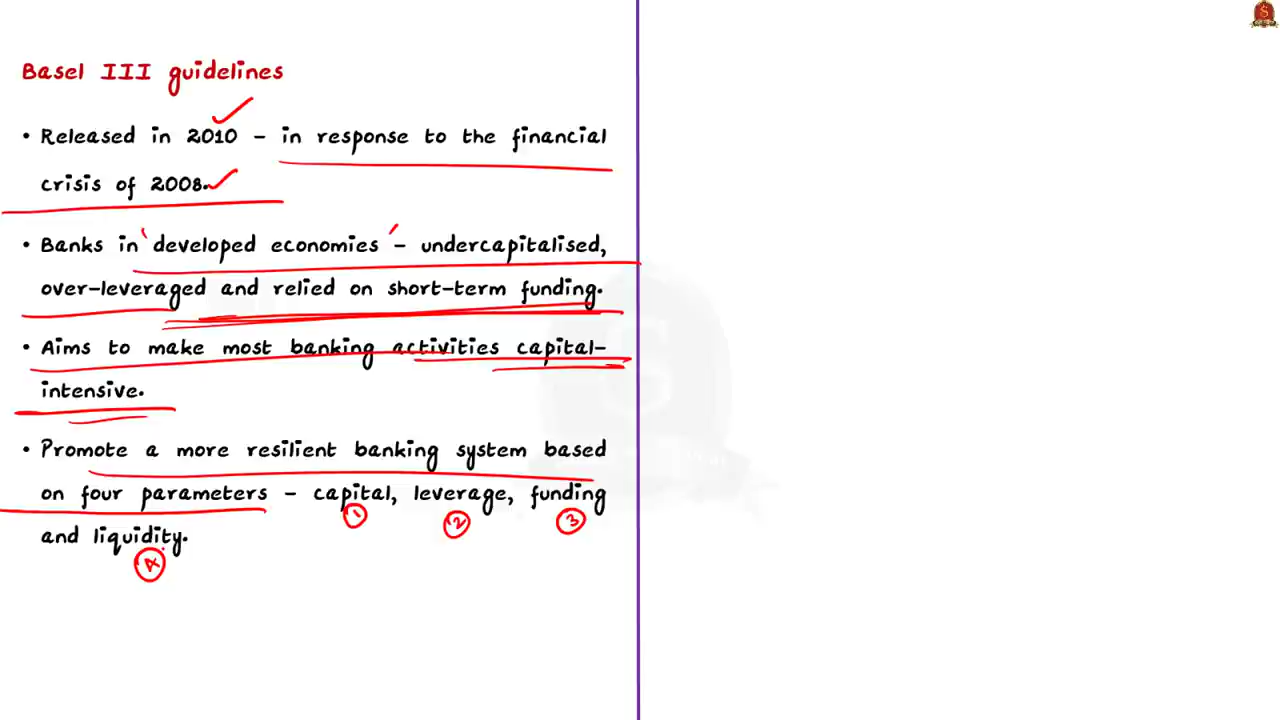 Basel III guidelines
• Released in 2010 – in response to the financial
crisis of 2008.
• Banks in developed economies – undercapitalised,
over-leveraged and relied on short-term funding.
• Aims to make most banking activities capital-
intensive.
• Promote a more resilient banking system based
on four parameters – capital, leverage, funding
1 2 3
and liquidity.
4